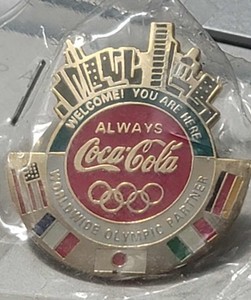 WELCOME! YOU ARE HERE
ALWAYS
Coca-Cola
WORLDWIDE OLYMPIC PARTNER